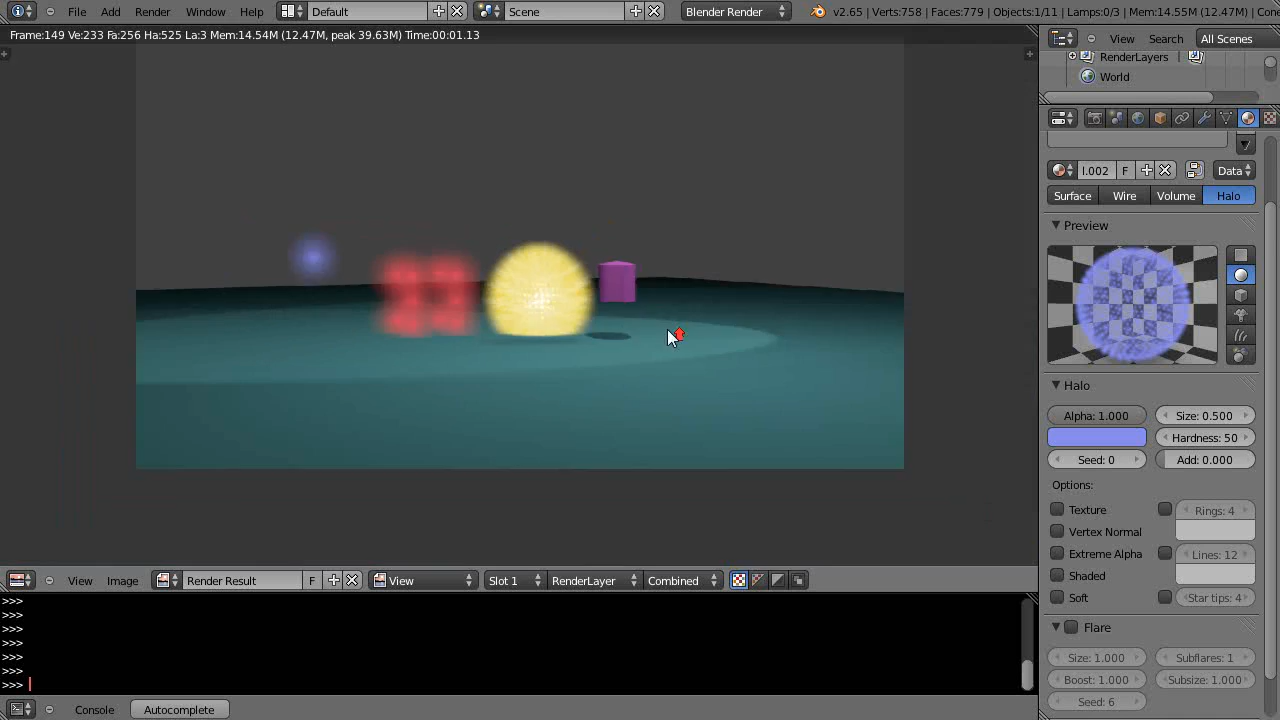 File Add Render Window Help Default Scene Blender Render v2.65 | Verts:758 | Faces:779 | Objects:1/11 | Lamps:0/3 | Mem:14.55M (12.47M) |
Frame:149 Ve:233 Fa:256 Ha:525 La:3 Mem:14.54M (12.47M, peak 39.63M) Time:00:01.13
View Search All Scenes
RenderLayers
World
l.002 F Data
Surface Wire Volume Halo
Preview
Halo
Alpha: 1.000 Size: 0.500
Hardness: 50
Seed: 0 Add: 0.000
Options:
Texture Rings: 4
Vertex Normal
Extreme Alpha Lines: 12
Shaded
Soft Star tips: 4
Flare
Size: 1.000 Subflares: 1
Boost: 1.000 Subsize: 1.000
Seed: 6
View Image Render Result F View Slot 1 RenderLayer Combined
>>>
>>>
>>>
>>>
>>>
>>>
>>>
Console Autocomplete